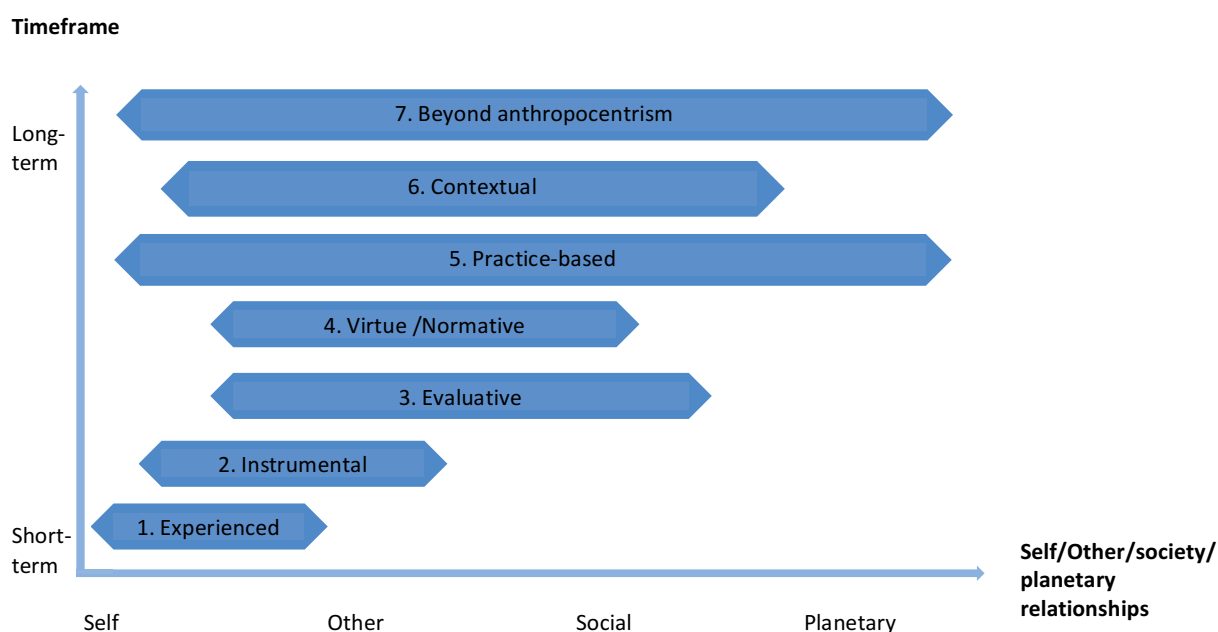 Timeframe
Long-
term
7. Beyond anthropocentrism
6. Contextual
5. Practice-based
4. Virtue /Normative
3. Evaluative
2. Instrumental
1. Experienced
Short-
term
Self/Other/society/
planetary
relationships
Self
Other
Social
Planetary